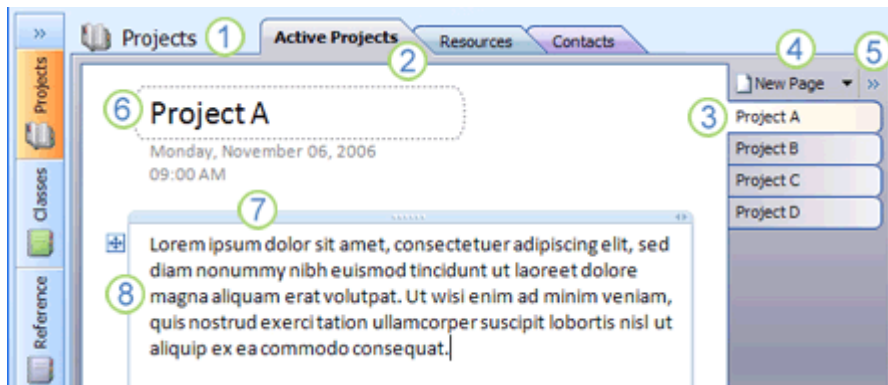 » Projects 1 Active Projects Resources Contacts 4 5
2
Projects
Classes
Reference
New Page ▼ »
3 Project A
Project B
Project C
Project D
6 Project A
Monday, November 06, 2006
09:00 AM
7
Lorem ipsum dolor sit amet, consectetuer adipiscing elit, sed
diam nonummy nibh euismod tincidunt ut laoreet dolore
8 magna aliquam erat volutpat. Ut wisi enim ad minim veniam,
quis nostrud exerci tation ullamcorper suscipit lobortis nisl ut
aliquip ex ea commodo consequat.